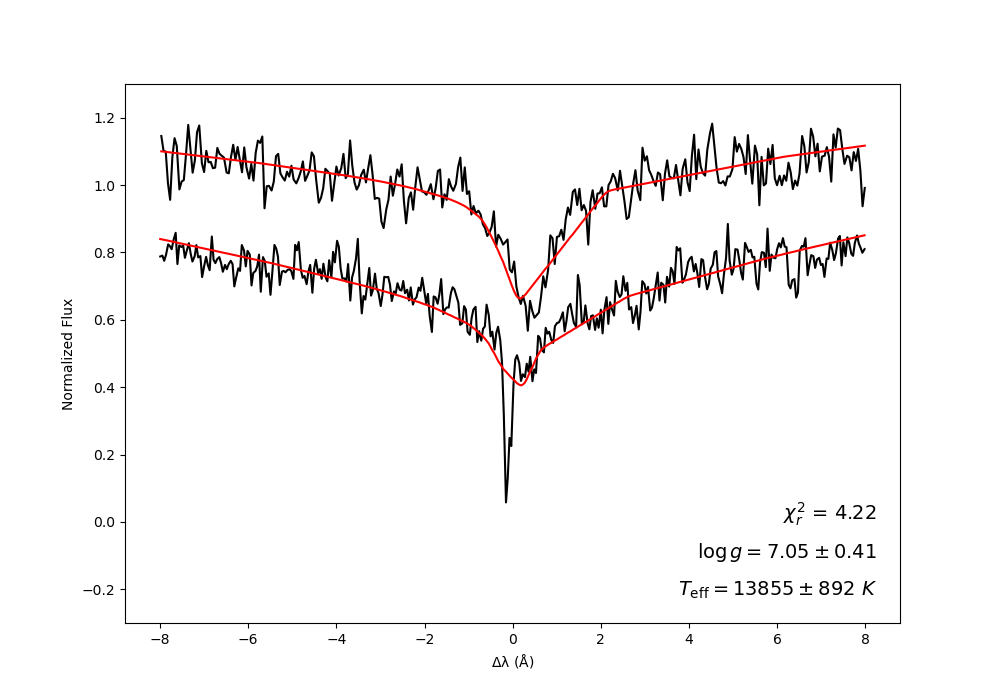 1.2
1.0
0.8
0.6
0.4
0.2
0.0
−0.2
Normalized Flux
χ²ᵣ = 4.22
log g = 7.05 ± 0.41
T_eff = 13855 ± 892 K
−8 −6 −4 −2 0 2 4 6 8
Δλ (Å)